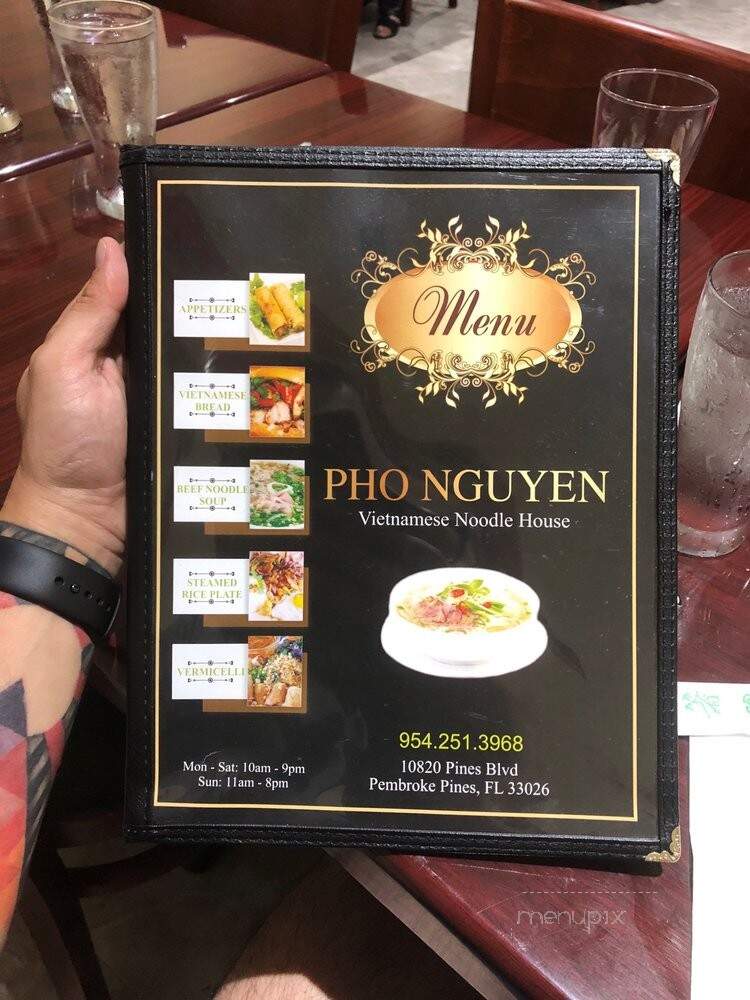 Menu
APPETIZERS
VIETNAMESE
BREAD
BEEF NOODLE
SOUP
STEAMED
RICE PLATE
VERMICELLI
PHO NGUYEN
Vietnamese Noodle House
954.251.3968
10820 Pines Blvd
Pembroke Pines, FL 33026
Mon - Sat: 10am - 9pm
Sun: 11am - 8pm
menupix